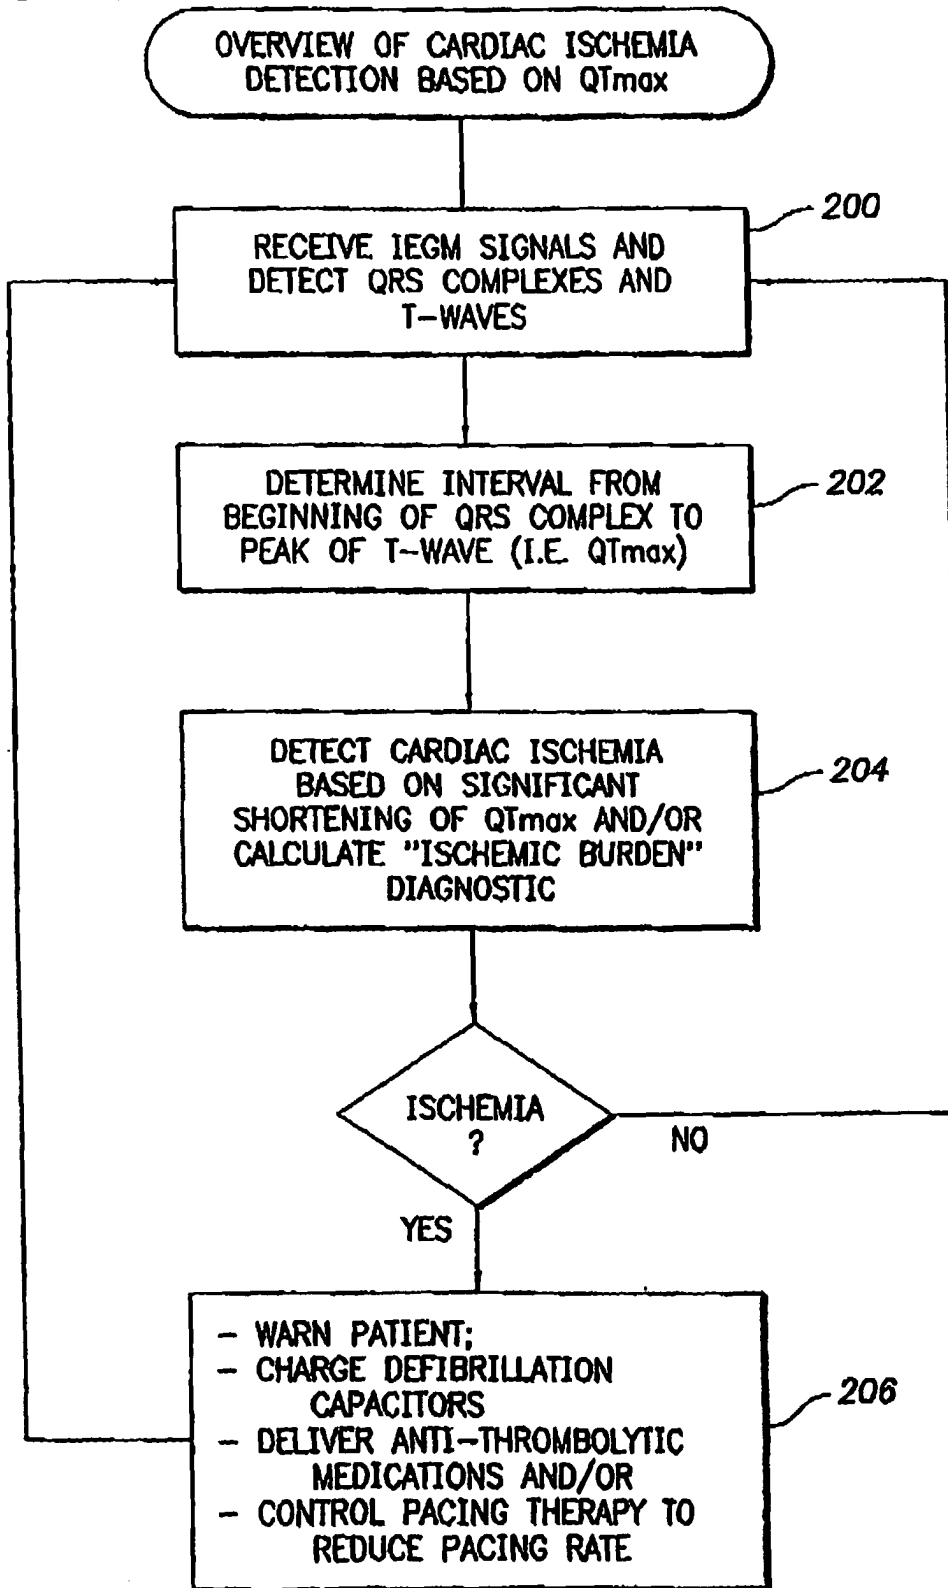 OVERVIEW OF CARDIAC ISCHEMIA
DETECTION BASED ON QTmax
200
RECEIVE IEGM SIGNALS AND
DETECT QRS COMPLEXES AND
T-WAVES
202
DETERMINE INTERVAL FROM
BEGINNING OF QRS COMPLEX TO
PEAK OF T-WAVE (I.E. QTmax)
204
DETECT CARDIAC ISCHEMIA
BASED ON SIGNIFICANT
SHORTENING OF QTmax AND/OR
CALCULATE "ISCHEMIC BURDEN"
DIAGNOSTIC
ISCHEMIA
?
NO
YES
206
- WARN PATIENT;
- CHARGE DEFIBRILLATION
CAPACITORS
- DELIVER ANTI-THROMBOLYTIC
MEDICATIONS AND/OR
- CONTROL PACING THERAPY TO
REDUCE PACING RATE